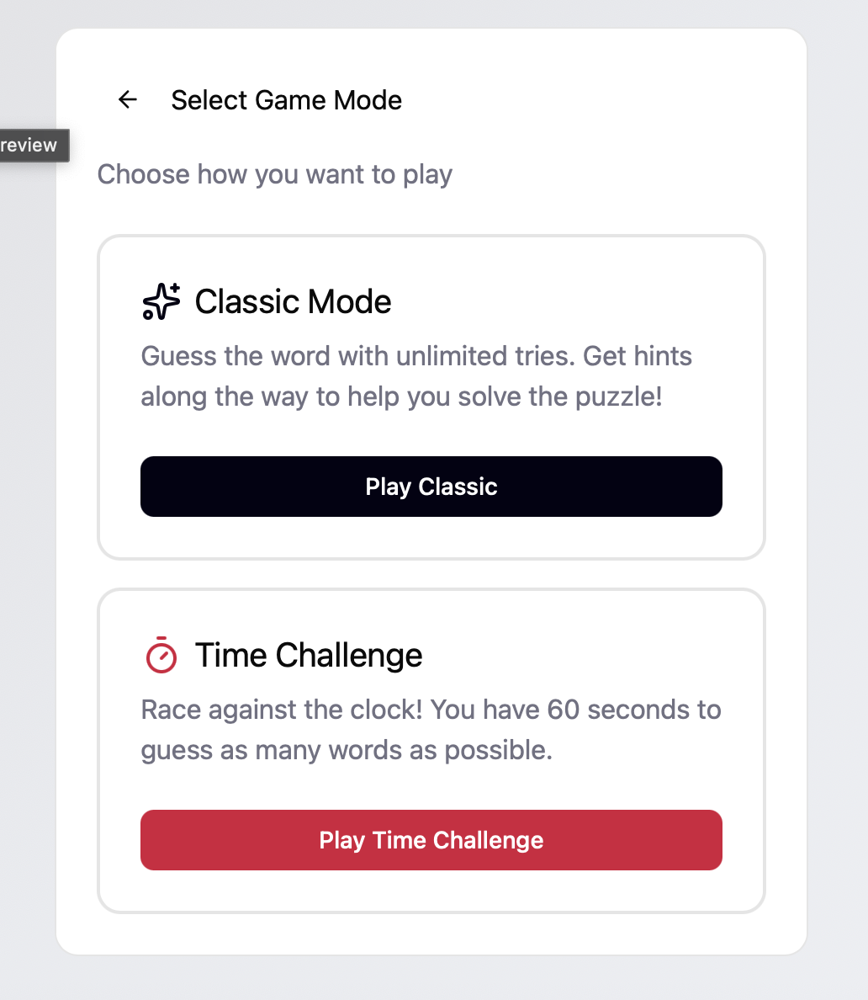 Select Game Mode
review
Choose how you want to play
Classic Mode
Guess the word with unlimited tries. Get hints
along the way to help you solve the puzzle!
Play Classic
Time Challenge
Race against the clock! You have 60 seconds to
guess as many words as possible.
Play Time Challenge